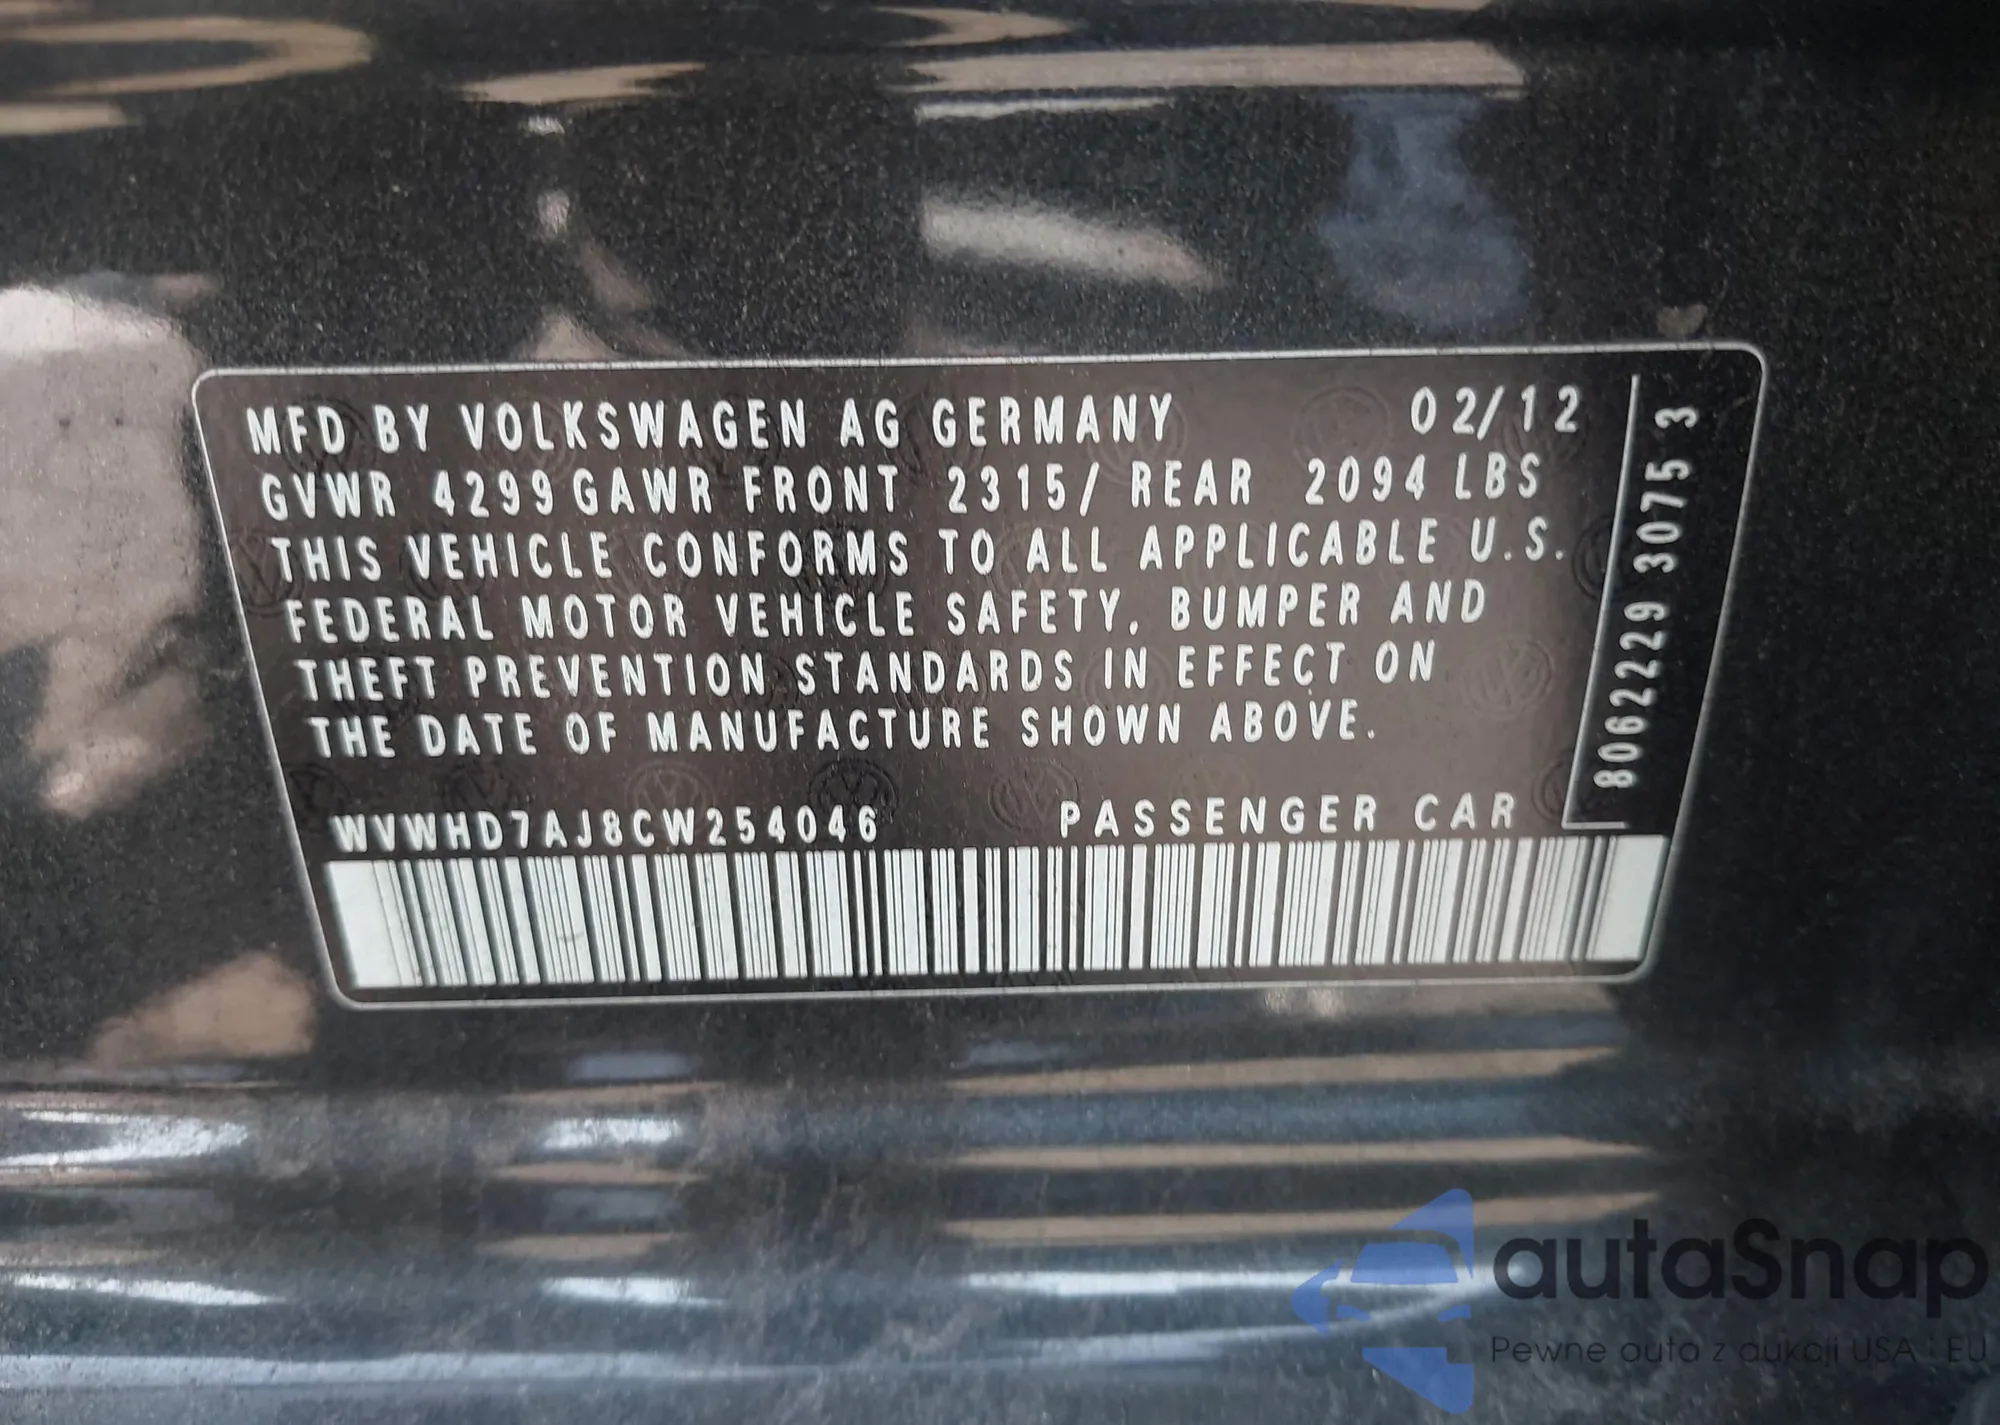 MFD BY VOLKSWAGEN AG GERMANY 02/12
GVWR 4299 GAWR FRONT 2315/ REAR 2094 LBS
THIS VEHICLE CONFORMS TO ALL APPLICABLE U.S.
FEDERAL MOTOR VEHICLE SAFETY, BUMPER AND
THEFT PREVENTION STANDARDS IN EFFECT ON
THE DATE OF MANUFACTURE SHOWN ABOVE.
WVWHD7AJ8CW254046 PASSENGER CAR
8062229 3075 3
autaSnap
Pewne auta z aukcji USA i EU